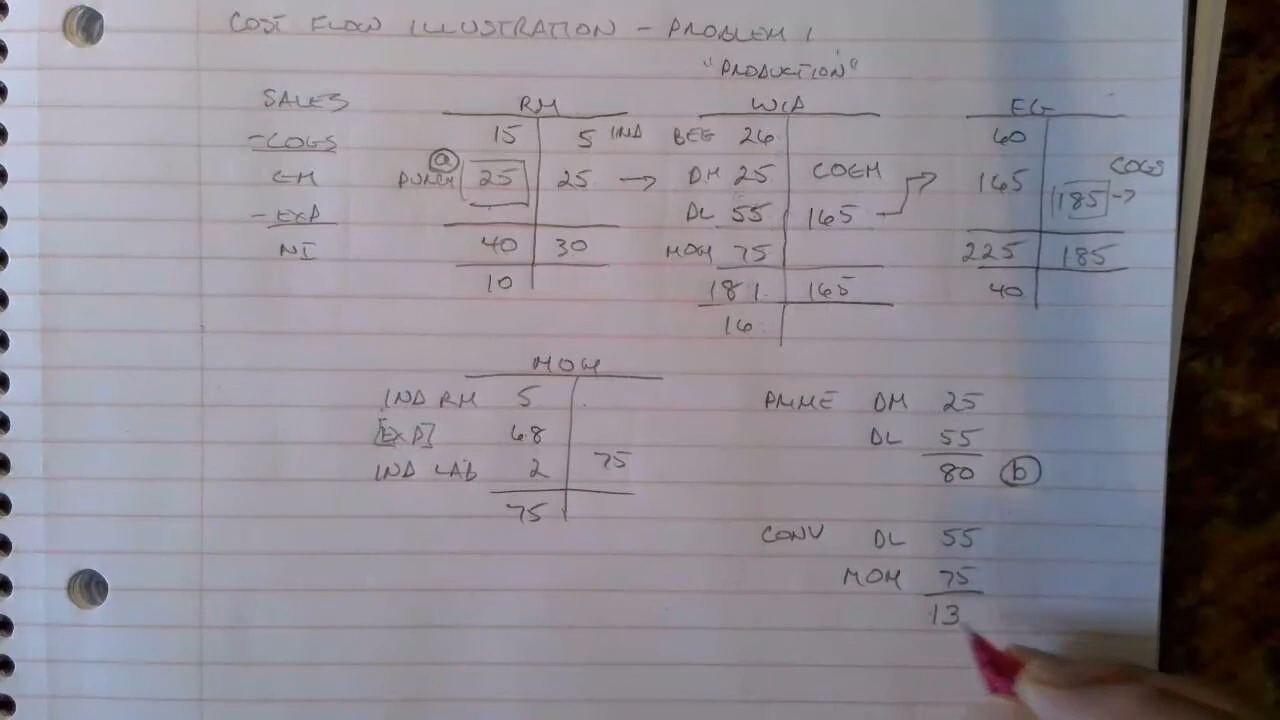 COST FLOW ILLUSTRATION - PROBLEM 1
"PRODUCTION"
SALES
-COGS
GM
-EXP
NI
RM
15 5 IND
a
PURCH 25 25 →
40 30
10
WIP
BEG 26
DM 25 COGM
DL 55 165
MOH 75
181 165
16
FG
60
165 COGS
185 →
225 185
40
MOH
IND RM 5
[EXP] 68
IND LAB 2 75
75
PRIME DM 25
DL 55
80 b
CONV DL 55
MOH 75
13